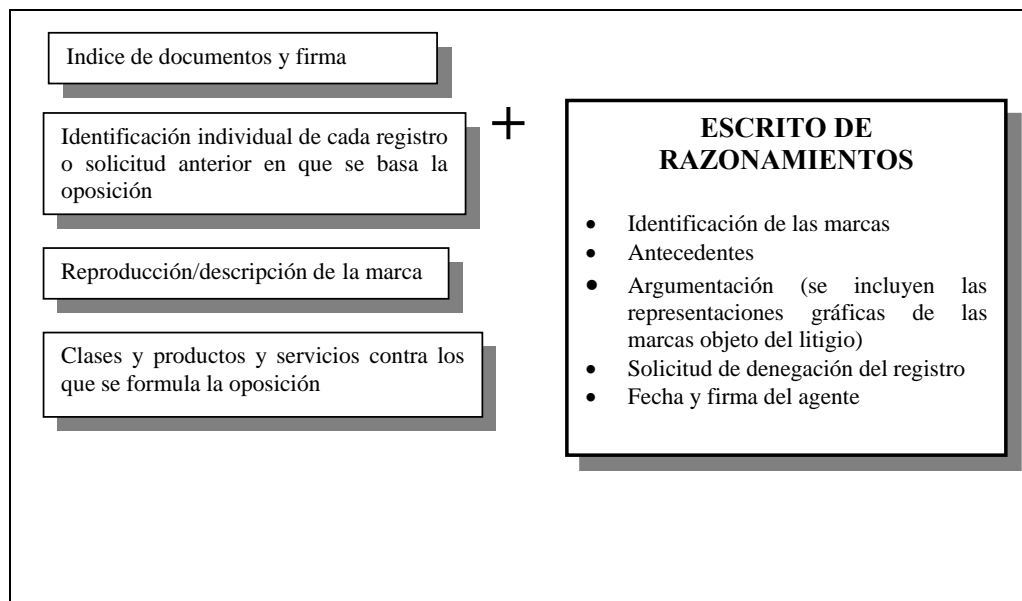 Indice de documentos y firma
Identificación individual de cada registro
o solicitud anterior en que se basa la
oposición
Reproducción/descripción de la marca
Clases y productos y servicios contra los
que se formula la oposición
+
ESCRITO DE
RAZONAMIENTOS
• Identificación de las marcas
• Antecedentes
• Argumentación (se incluyen las
representaciones gráficas de las
marcas objeto del litigio)
• Solicitud de denegación del registro
• Fecha y firma del agente